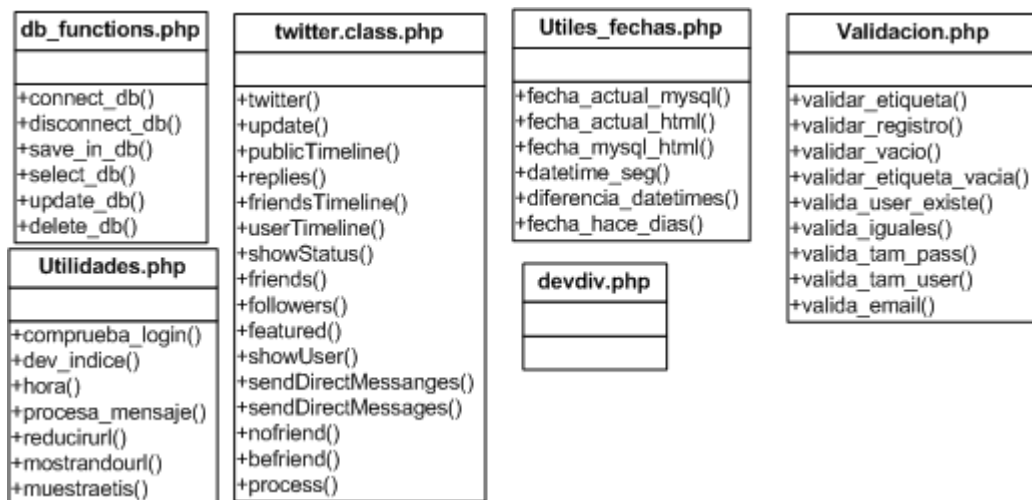 db_functions.php
+connect_db()
+disconnect_db()
+save_in_db()
+select_db()
+update_db()
+delete_db()
Utilidades.php
+comprueba_login()
+dev_indice()
+hora()
+procesa_mensaje()
+reducirurl()
+mostrandourl()
+muestraetis()
twitter.class.php
+twitter()
+update()
+publicTimeline()
+replies()
+friendsTimeline()
+userTimeline()
+showStatus()
+friends()
+followers()
+featured()
+showUser()
+sendDirectMessanges()
+sendDirectMessages()
+nofriend()
+befriend()
+process()
Utiles_fechas.php
+fecha_actual_mysql()
+fecha_actual_html()
+fecha_mysql_html()
+datetime_seg()
+diferencia_datetimes()
+fecha_hace_dias()
devdiv.php
Validacion.php
+validar_etiqueta()
+validar_registro()
+validar_vacio()
+validar_etiqueta_vacia()
+valida_user_existe()
+valida_iguales()
+valida_tam_pass()
+valida_tam_user()
+valida_email()